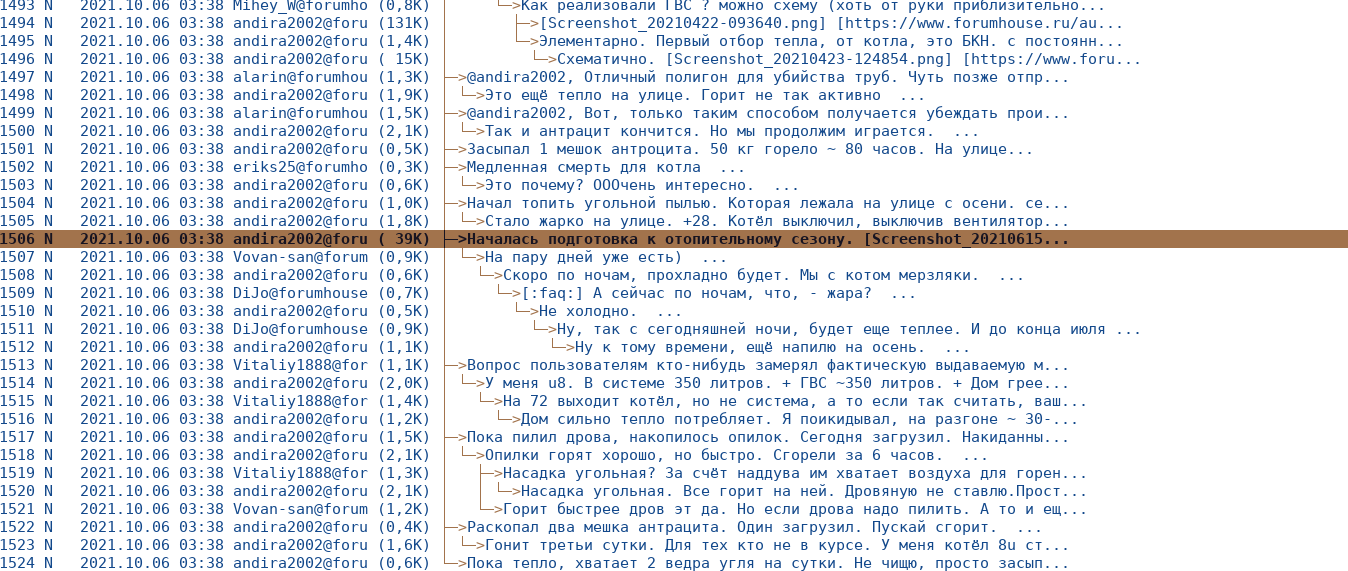 1493 N 2021.10.06 03:38 Mihey_W@forumho (0,8K) └─>Как реализовали ГВС ? можно схему (хоть от руки приблизительно...
1494 N 2021.10.06 03:38 andira2002@foru (131K) ├─>[Screenshot_20210422-093640.png] [https://www.forumhouse.ru/au...
1495 N 2021.10.06 03:38 andira2002@foru (1,4K) └─>Элементарно. Первый отбор тепла, от котла, это БКН. с постоянн...
1496 N 2021.10.06 03:38 andira2002@foru ( 15K) └─>Схематично. [Screenshot_20210423-124854.png] [https://www.foru...
1497 N 2021.10.06 03:38 alarin@forumhou (1,3K) ├─>@andira2002, Отличный полигон для убийства труб. Чуть позже отпр...
1498 N 2021.10.06 03:38 andira2002@foru (1,9K) │ └─>Это ещё тепло на улице. Горит не так активно ...
1499 N 2021.10.06 03:38 alarin@forumhou (1,5K) ├─>@andira2002, Вот, только таким способом получается убеждать прои...
1500 N 2021.10.06 03:38 andira2002@foru (2,1K) │ └─>Так и антрацит кончится. Но мы продолжим играется. ...
1501 N 2021.10.06 03:38 andira2002@foru (0,5K) ├─>Засыпал 1 мешок антроцита. 50 кг горело ~ 80 часов. На улице...
1502 N 2021.10.06 03:38 eriks25@forumho (0,3K) ├─>Медленная смерть для котла ...
1503 N 2021.10.06 03:38 andira2002@foru (0,6K) │ └─>Это почему? ОООчень интересно. ...
1504 N 2021.10.06 03:38 andira2002@foru (1,0K) ├─>Начал топить угольной пылью. Которая лежала на улице с осени. се...
1505 N 2021.10.06 03:38 andira2002@foru (1,8K) │ └─>Стало жарко на улице. +28. Котёл выключил, выключив вентилятор...
1506 N 2021.10.06 03:38 andira2002@foru ( 39K) ├─>Началась подготовка к отопительному сезону. [Screenshot_20210615...
1507 N 2021.10.06 03:38 Vovan-san@forum (0,9K) │ └─>На пару дней уже есть) ...
1508 N 2021.10.06 03:38 andira2002@foru (0,6K) │ └─>Скоро по ночам, прохладно будет. Мы с котом мерзляки. ...
1509 N 2021.10.06 03:38 DiJo@forumhouse (0,7K) │ └─>[:faq:] А сейчас по ночам, что, - жара? ...
1510 N 2021.10.06 03:38 andira2002@foru (0,5K) │ └─>Не холодно. ...
1511 N 2021.10.06 03:38 DiJo@forumhouse (0,9K) │ └─>Ну, так с сегодняшней ночи, будет еще теплее. И до конца июля ...
1512 N 2021.10.06 03:38 andira2002@foru (1,1K) │ └─>Ну к тому времени, ещё напилю на осень. ...
1513 N 2021.10.06 03:38 Vitaliy1888@for (1,1K) ├─>Вопрос пользователям кто-нибудь замерял фактическую выдаваемую м...
1514 N 2021.10.06 03:38 andira2002@foru (2,0K) │ └─>У меня u8. В системе 350 литров. + ГВС ~350 литров. + Дом грее...
1515 N 2021.10.06 03:38 Vitaliy1888@for (1,4K) │ └─>На 72 выходит котёл, но не система, а то если так считать, ваш...
1516 N 2021.10.06 03:38 andira2002@foru (1,2K) │ └─>Дом сильно тепло потребляет. Я поикидывал, на разгоне ~ 30-...
1517 N 2021.10.06 03:38 andira2002@foru (1,5K) ├─>Пока пилил дрова, накопилось опилок. Сегодня загрузил. Накиданны...
1518 N 2021.10.06 03:38 andira2002@foru (2,1K) │ └─>Опилки горят хорошо, но быстро. Сгорели за 6 часов. ...
1519 N 2021.10.06 03:38 Vitaliy1888@for (1,3K) │ ├─>Насадка угольная? За счёт наддува им хватает воздуха для горен...
1520 N 2021.10.06 03:38 andira2002@foru (2,1K) │ │ └─>Насадка угольная. Все горит на ней. Дровяную не ставлю.Прост...
1521 N 2021.10.06 03:38 Vovan-san@forum (1,2K) │ └─>Горит быстрее дров эт да. Но если дрова надо пилить. А то и ещ...
1522 N 2021.10.06 03:38 andira2002@foru (0,4K) ├─>Раскопал два мешка антрацита. Один загрузил. Пускай сгорит. ...
1523 N 2021.10.06 03:38 andira2002@foru (1,6K) │ └─>Гонит третьи сутки. Для тех кто не в курсе. У меня котёл 8u ст...
1524 N 2021.10.06 03:38 andira2002@foru (0,6K) └─>Пока тепло, хватает 2 ведра угля на сутки. Не чищю, просто засып...